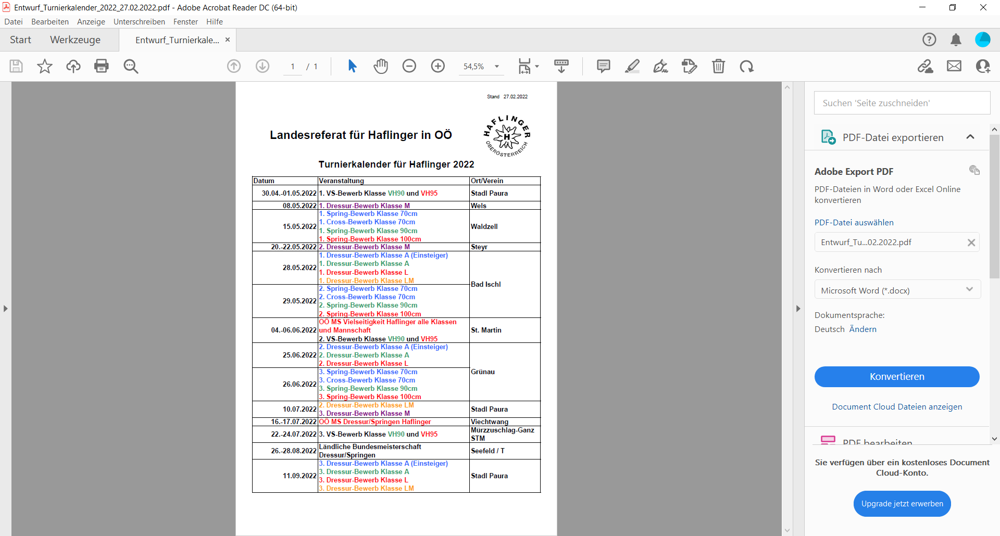 Entwurf_Turnierkalender_2022_27.02.2022.pdf - Adobe Acrobat Reader DC (64-bit)
Datei Bearbeiten Anzeige Unterschreiben Fenster Hilfe
Start Werkzeuge Entwurf_Turnierkale...
1 / 1 54,5%
Stand 27.02.2022
HAFLINGER
H
OBERÖSTERREICH
Landesreferat für Haflinger in OÖ
Turnierkalender für Haflinger 2022
Datum Veranstaltung Ort/Verein
30.04.-01.05.2022 1. VS-Bewerb Klasse VH90 und VH95 Stadl Paura
08.05.2022 1. Dressur-Bewerb Klasse M Wels
15.05.2022 1. Spring-Bewerb Klasse 70cm Waldzell
1. Cross-Bewerb Klasse 70cm
1. Spring-Bewerb Klasse 90cm
1. Spring-Bewerb Klasse 100cm
20.-22.05.2022 2. Dressur-Bewerb Klasse M Steyr
28.05.2022 1. Dressur-Bewerb Klasse A (Einsteiger) Bad Ischl
1. Dressur-Bewerb Klasse A
1. Dressur-Bewerb Klasse L
1. Dressur-Bewerb Klasse LM
29.05.2022 2. Spring-Bewerb Klasse 70cm
2. Cross-Bewerb Klasse 70cm
2. Spring-Bewerb Klasse 90cm
2. Spring-Bewerb Klasse 100cm
04.-06.06.2022 OÖ MS Vielseitigkeit Haflinger alle Klassen St. Martin
und Mannschaft
2. VS-Bewerb Klasse VH90 und VH95
25.06.2022 2. Dressur-Bewerb Klasse A (Einsteiger) Grünau
2. Dressur-Bewerb Klasse A
2. Dressur-Bewerb Klasse L
26.06.2022 3. Spring-Bewerb Klasse 70cm
3. Cross-Bewerb Klasse 70cm
3. Spring-Bewerb Klasse 90cm
3. Spring-Bewerb Klasse 100cm
10.07.2022 2. Dressur-Bewerb Klasse LM Stadl Paura
3. Dressur-Bewerb Klasse M
16.-17.07.2022 OÖ MS Dressur/Springen Haflinger Viechtwang
22.-24.07.2022 3. VS-Bewerb Klasse VH90 und VH95 Mürzzuschlag-Ganz
STM
26.-28.08.2022 Ländliche Bundesmeisterschaft Seefeld / T
Dressur/Springen
11.09.2022 3. Dressur-Bewerb Klasse A (Einsteiger) Stadl Paura
3. Dressur-Bewerb Klasse A
3. Dressur-Bewerb Klasse L
3. Dressur-Bewerb Klasse LM
Suchen 'Seite zuschneiden'
PDF-Datei exportieren
Adobe Export PDF
PDF-Dateien in Word oder Excel Online
konvertieren
PDF-Datei auswählen
Entwurf_Tu...02.2022.pdf
Konvertieren nach
Microsoft Word (*.docx)
Dokumentsprache:
Deutsch Ändern
Konvertieren
Document Cloud Dateien anzeigen
PDF bearbeiten
Sie verfügen über ein kostenloses Document
Cloud-Konto.
Upgrade jetzt erwerben